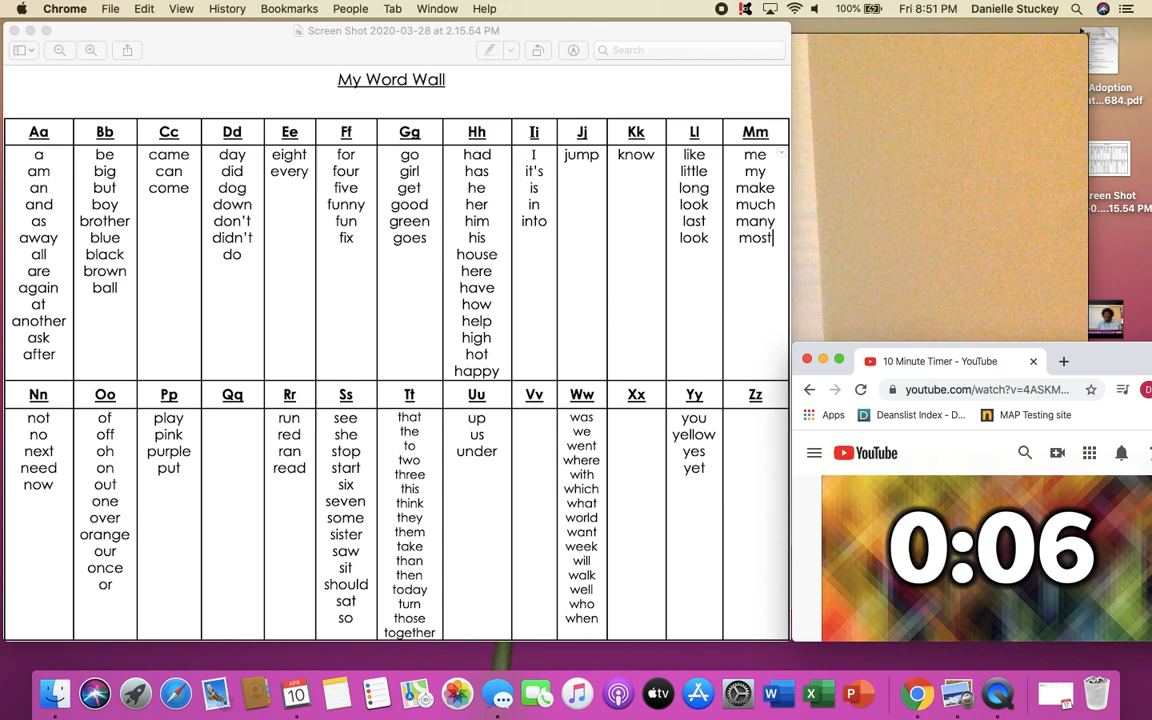 Chrome File Edit View History Bookmarks People Tab Window Help 100% Fri 8:51 PM Danielle Stuckey
Screen Shot 2020-03-28 at 2.15.54 PM
Search
My Word Wall
Aa Bb Cc Dd Ee Ff Gg Hh Ii Jj Kk Ll Mm
a be came day eight for go had I jump know like me
am big can did every four girl has it's little my
an but come dog five get he is long make
and boy down funny good her in look much
as brother don't fun green him into last many
away blue didn't fix goes his look most
all black do house
are brown here
again ball have
at how
another help
ask high
after hot
happy
Nn Oo Pp Qq Rr Ss Tt Uu Vv Ww Xx Yy Zz
not of play run see that up was you
no off pink red she the us we yellow
next oh purple ran stop to under went yes
need on put read start two where yet
now out six three with
one seven this which
over some think what
orange sister they world
our saw them want
once sit take week
or should than will
sat then walk
so today well
turn who
those when
together
Adoption
ut...684.pdf
reen Shot
-0....15.54 PM
10 Minute Timer - YouTube
youtube.com/watch?v=4ASKM...
Apps Deanslist Index - D... MAP Testing site
YouTube
0:06
APR
10
tv
W X P
17